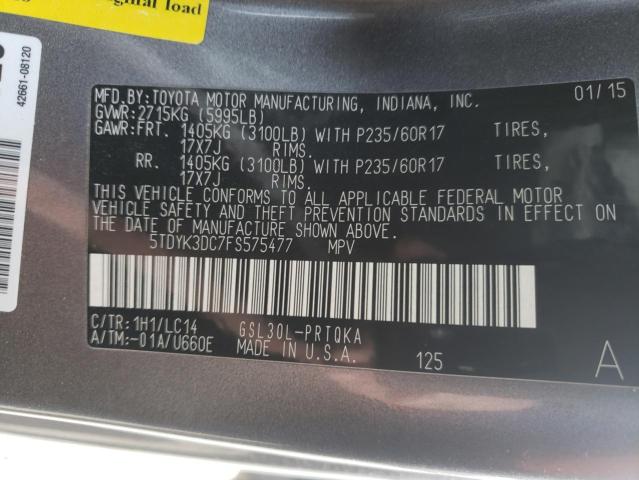 original load
42661-08120
MFD.BY:TOYOTA MOTOR MANUFACTURING, INDIANA, INC. 01/15
GVWR:2715KG (5995LB)
GAWR:FRT. 1405KG (3100LB) WITH P235/60R17 TIRES,
17X7J RIMS.
RR. 1405KG (3100LB) WITH P235/60R17 TIRES,
17X7J RIMS.
THIS VEHICLE CONFORMS TO ALL APPLICABLE FEDERAL MOTOR
VEHICLE SAFETY AND THEFT PREVENTION STANDARDS IN EFFECT ON
THE DATE OF MANUFACTURE SHOWN ABOVE.
5TDYK3DC7FS575477 MPV
C/TR:1H1/LC14 GSL30L-PRTQKA
A/TM:-01A/U660E MADE IN U.S.A. 125 A